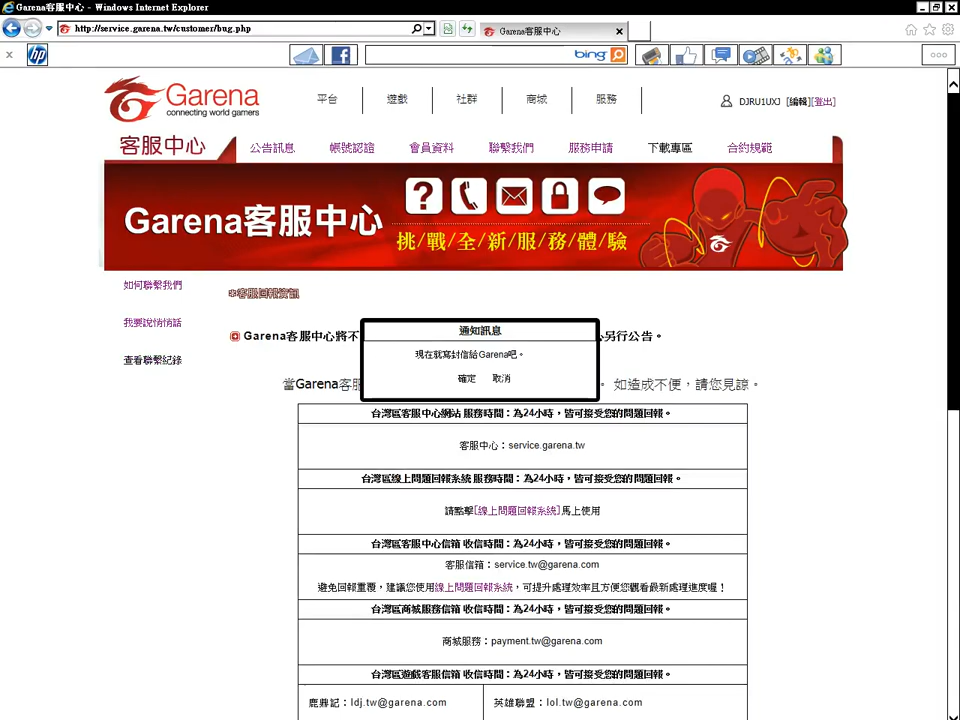 Garena客服中心 - Windows Internet Explorer
http://service.garena.tw/customer/bug.php
Garena客服中心
hp
bing
Garena
connecting world gamers
平台 遊戲 社群 商城 服務
DJRU1UXJ [編輯][登出]
客服中心
公告訊息 帳號認證 會員資料 聯繫我們 服務申請 下載專區 合約規範
Garena客服中心
挑/戰/全/新/服/務/體/驗
如何聯繫我們
我要說悄悄話
查看聯繫紀錄
※客服回報資訊
Garena客服中心將不
另行公告。
通知訊息
現在就寫封信給Garena吧。
確定 取消
當Garena客
。如造成不便，請您見諒。
台灣區客服中心網站 服務時間：為24小時，皆可接受您的問題回報。
客服中心：service.garena.tw
台灣區線上問題回報系統 服務時間：為24小時，皆可接受您的問題回報。
請點擊[線上問題回報系統]馬上使用
台灣區客服中心信箱 收信時間：為24小時，皆可接受您的問題回報。
客服信箱：service.tw@garena.com
避免回報重覆，建議您使用線上問題回報系統，可提升處理效率且方便您觀看最新處理進度喔！
台灣區商城服務信箱 收信時間：為24小時，皆可接受您的問題回報。
商城服務：payment.tw@garena.com
台灣區遊戲客服信箱 收信時間：為24小時，皆可接受您的問題回報。
鹿鼎記：ldj.tw@garena.com
英雄聯盟：lol.tw@garena.com